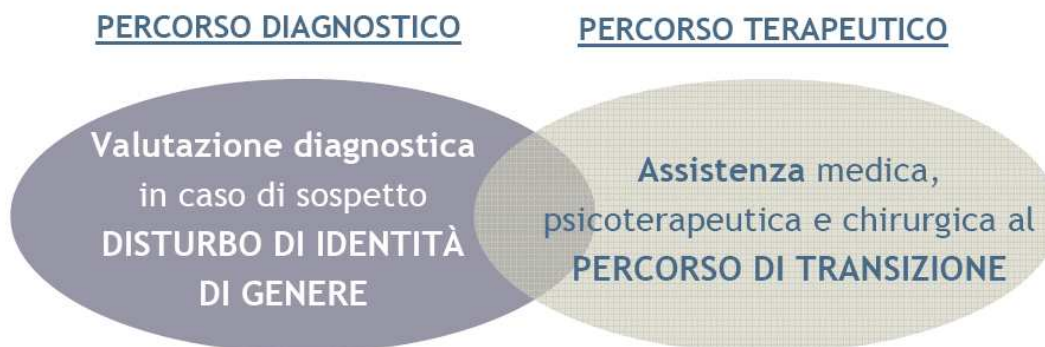 PERCORSO DIAGNOSTICO
PERCORSO TERAPEUTICO
Valutazione diagnostica
in caso di sospetto
DISTURBO DI IDENTITÀ
DI GENERE
Assistenza medica,
psicoterapeutica e chirurgica al
PERCORSO DI TRANSIZIONE